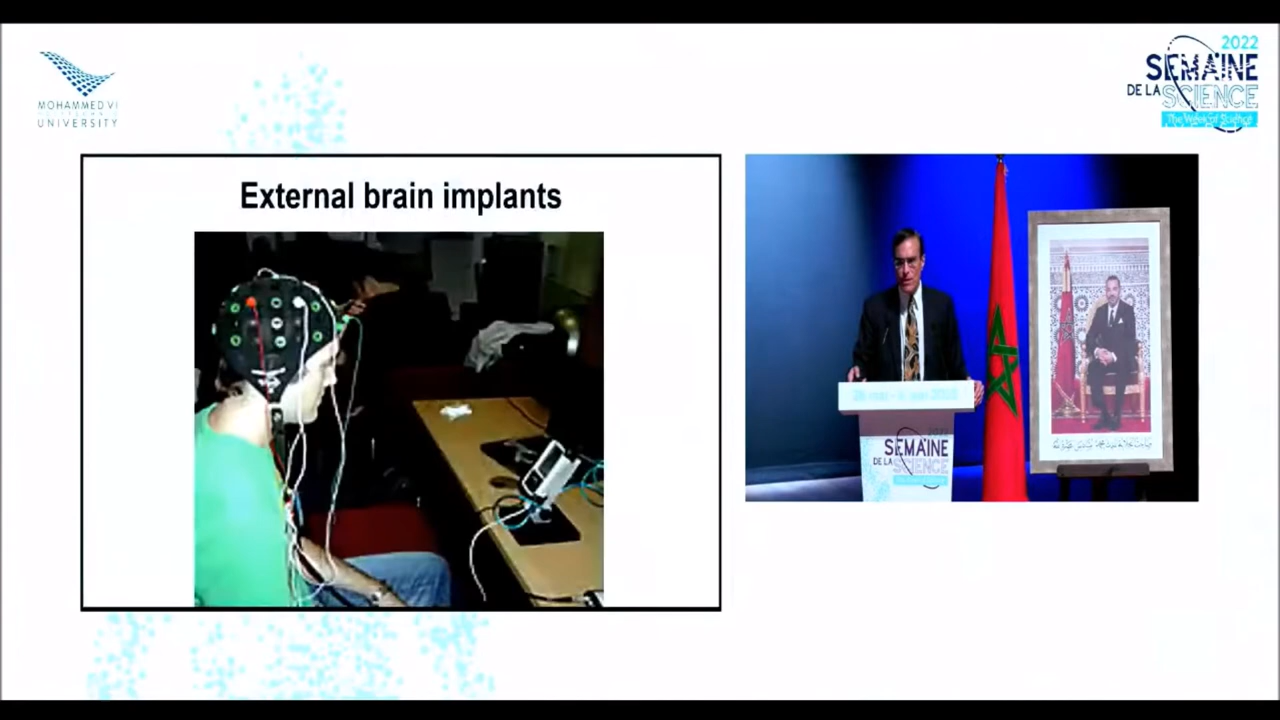 MOHAMMED VI
UNIVERSITY
2022
SEMAINE
DE LA SCIENCE
The Week of Science
External brain implants
2022
SEMAINE
DE LA SCIENCE